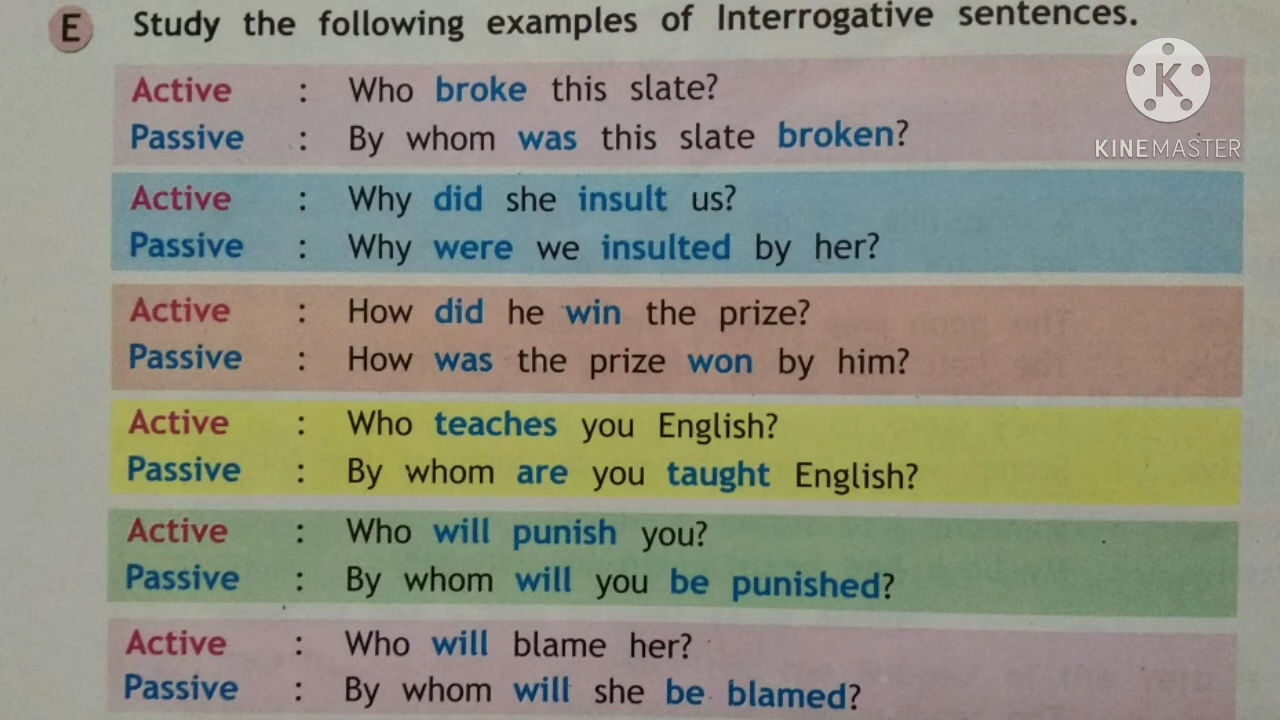 E Study the following examples of Interrogative sentences.
Active : Who broke this slate?
Passive : By whom was this slate broken?
Active : Why did she insult us?
Passive : Why were we insulted by her?
Active : How did he win the prize?
Passive : How was the prize won by him?
Active : Who teaches you English?
Passive : By whom are you taught English?
Active : Who will punish you?
Passive : By whom will you be punished?
Active : Who will blame her?
Passive : By whom will she be blamed?
K
KINEMASTER